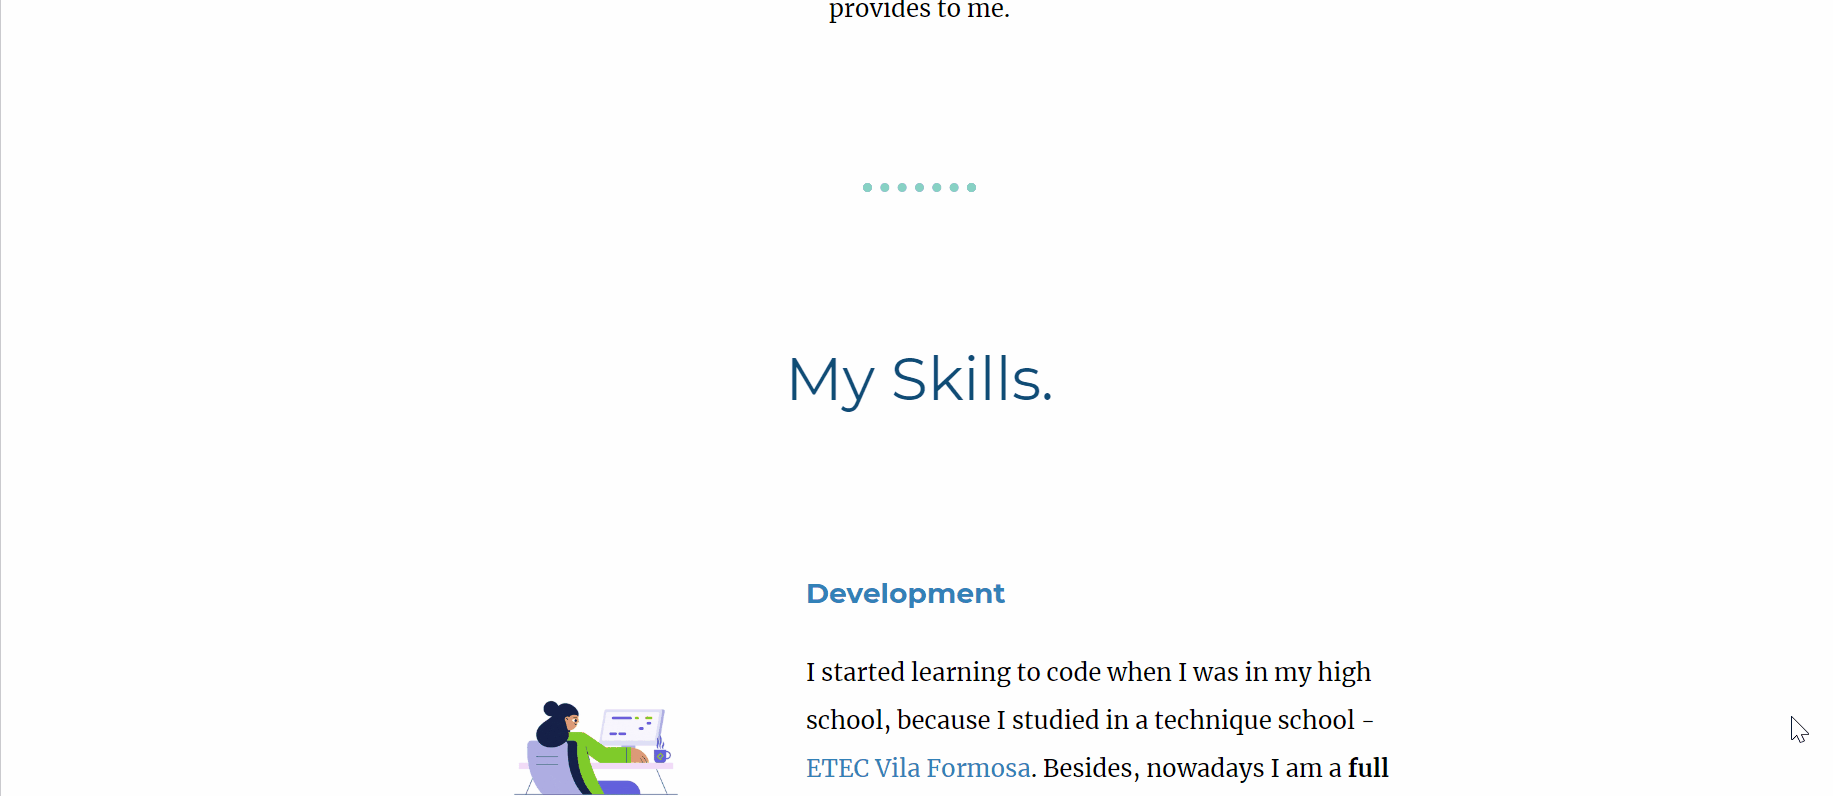 provides to me.
My Skills.
Development
I started learning to code when I was in my high
school, because I studied in a technique school -
ETEC Vila Formosa. Besides, nowadays I am a full